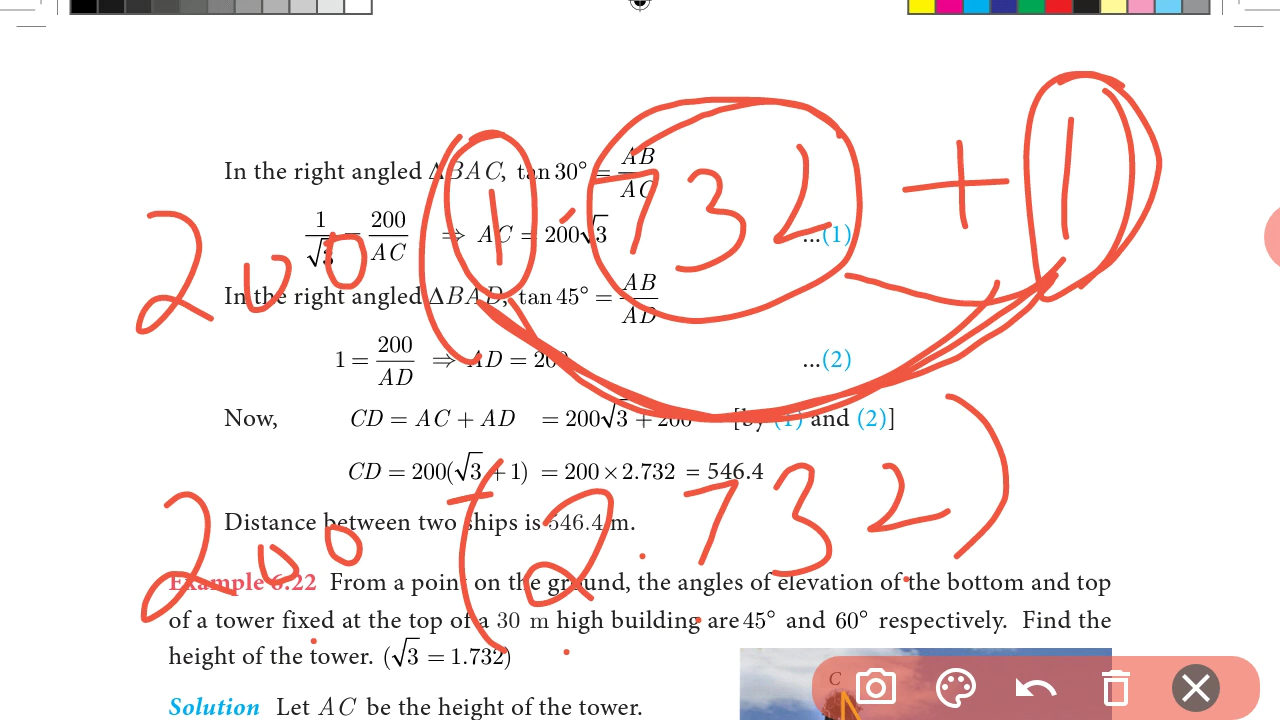 In the right angled ΔBAC, tan 30° = AB/AC
1/√3 = 200/AC ⇒ AC = 200√3 ...(1)
200 (1.732 + 1
In the right angled ΔBAD, tan 45° = AB/AD
1 = 200/AD ⇒ AD = 200 ...(2)
Now, CD = AC + AD = 200√3 + 200 [by (1) and (2)]
CD = 200(√3 + 1) = 200 × 2.732 = 546.4
Distance between two ships is 546.4 m.
200 (2.732)
Example 6.22 From a point on the ground, the angles of elevation of the bottom and top
of a tower fixed at the top of a 30 m high building are 45° and 60° respectively. Find the
height of the tower. (√3 = 1.732)
Solution Let AC be the height of the tower.
C